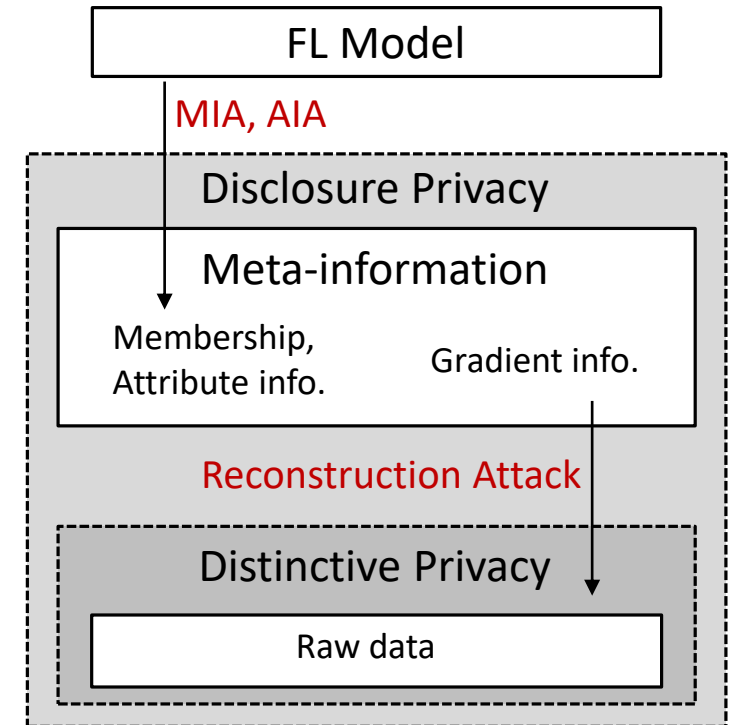 FL Model
MIA, AIA
Disclosure Privacy
Meta-information
Membership,
Attribute info.
Gradient info.
Reconstruction Attack
Distinctive Privacy
Raw data